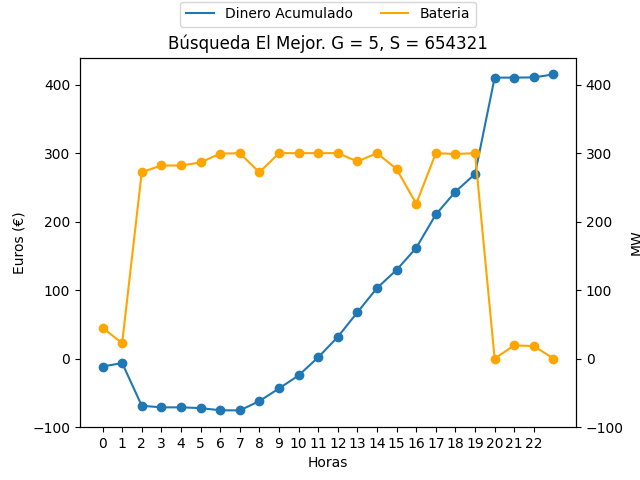 Dinero Acumulado Bateria
Búsqueda El Mejor. G = 5, S = 654321
400 400
300 300
200 200
100 100
0 0
−100 −100
Euros (€)
MW
0 1 2 3 4 5 6 7 8 9 10 11 12 13 14 15 16 17 18 19 20 21 22
Horas